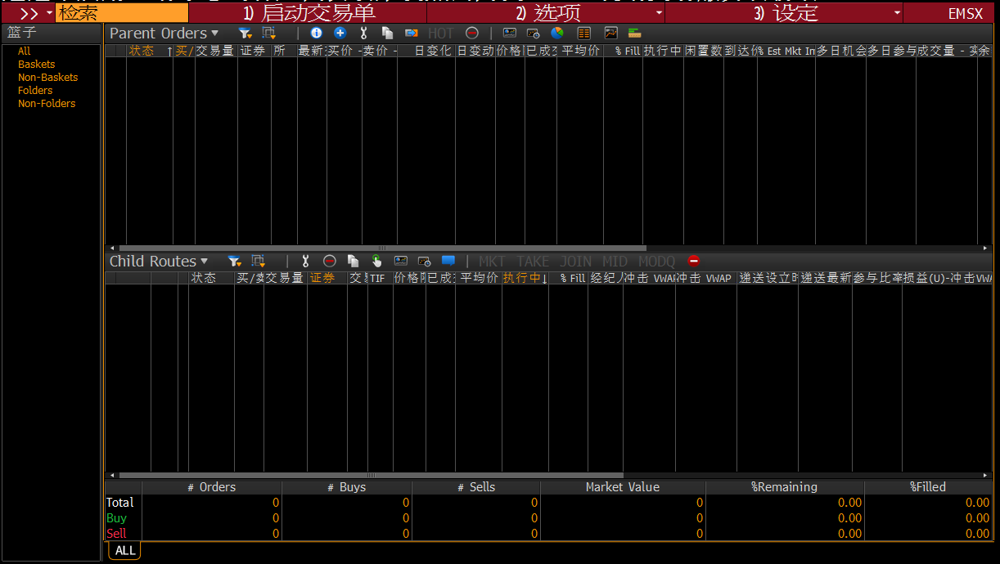 >> 检索 1) 启动交易单 2) 选项 3) 设定 EMSX
篮子
All
Baskets
Non-Baskets
Folders
Non-Folders
Parent Orders HOT
状态 ↑ 买/ 交易量 证券 所 最新 买价 - 卖价 - 日变化 日变动 价格 已成 平均价 % Fill 执行中 闲置数 到达价 % Est Mkt Im 多日机会 多日参与 成交量 - 实 余
Child Routes MKT TAKE JOIN MID MODQ
状态 买/卖 交易量 证券 交易 TIF 价格 已成 平均价 执行中↓ % Fill 经纪 冲击 VWAP 冲击 VWAP 递送设立 递送最新 参与比率 损益(U)- 冲击VWA
# Orders # Buys # Sells Market Value %Remaining %Filled
Total 0 0 0 0 0.00 0.00
Buy 0 0 0 0 0.00 0.00
Sell 0 0 0 0 0.00 0.00
ALL